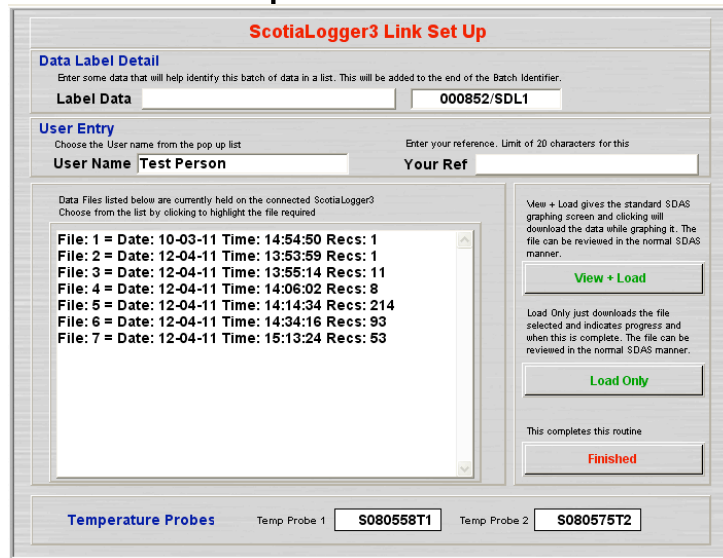 ScotiaLogger3 Link Set Up
Data Label Detail
Enter some data that will help identify this batch of data in a list. This will be added to the end of the Batch Identifier.
Label Data 000852/SDL1
User Entry
Choose the User name from the pop up list Enter your reference. Limit of 20 characters for this
User Name Test Person Your Ref
Data Files listed below are currently held on the connected ScotiaLogger3
Choose from the list by clicking to highlight the file required
File: 1 = Date: 10-03-11 Time: 14:54:50 Recs: 1
File: 2 = Date: 12-04-11 Time: 13:53:59 Recs: 1
File: 3 = Date: 12-04-11 Time: 13:55:14 Recs: 11
File: 4 = Date: 12-04-11 Time: 14:06:02 Recs: 8
File: 5 = Date: 12-04-11 Time: 14:14:34 Recs: 214
File: 6 = Date: 12-04-11 Time: 14:34:16 Recs: 93
File: 7 = Date: 12-04-11 Time: 15:13:24 Recs: 53
View + Load gives the standard SDAS
graphing screen and clicking will
download the data while graphing it. The
file can be reviewed in the normal SDAS
manner.
View + Load
Load Only just downloads the file
selected and indicates progress and
when this is complete. The file can be
reviewed in the normal SDAS manner.
Load Only
This completes this routine
Finished
Temperature Probes Temp Probe 1 S080558T1 Temp Probe 2 S080575T2